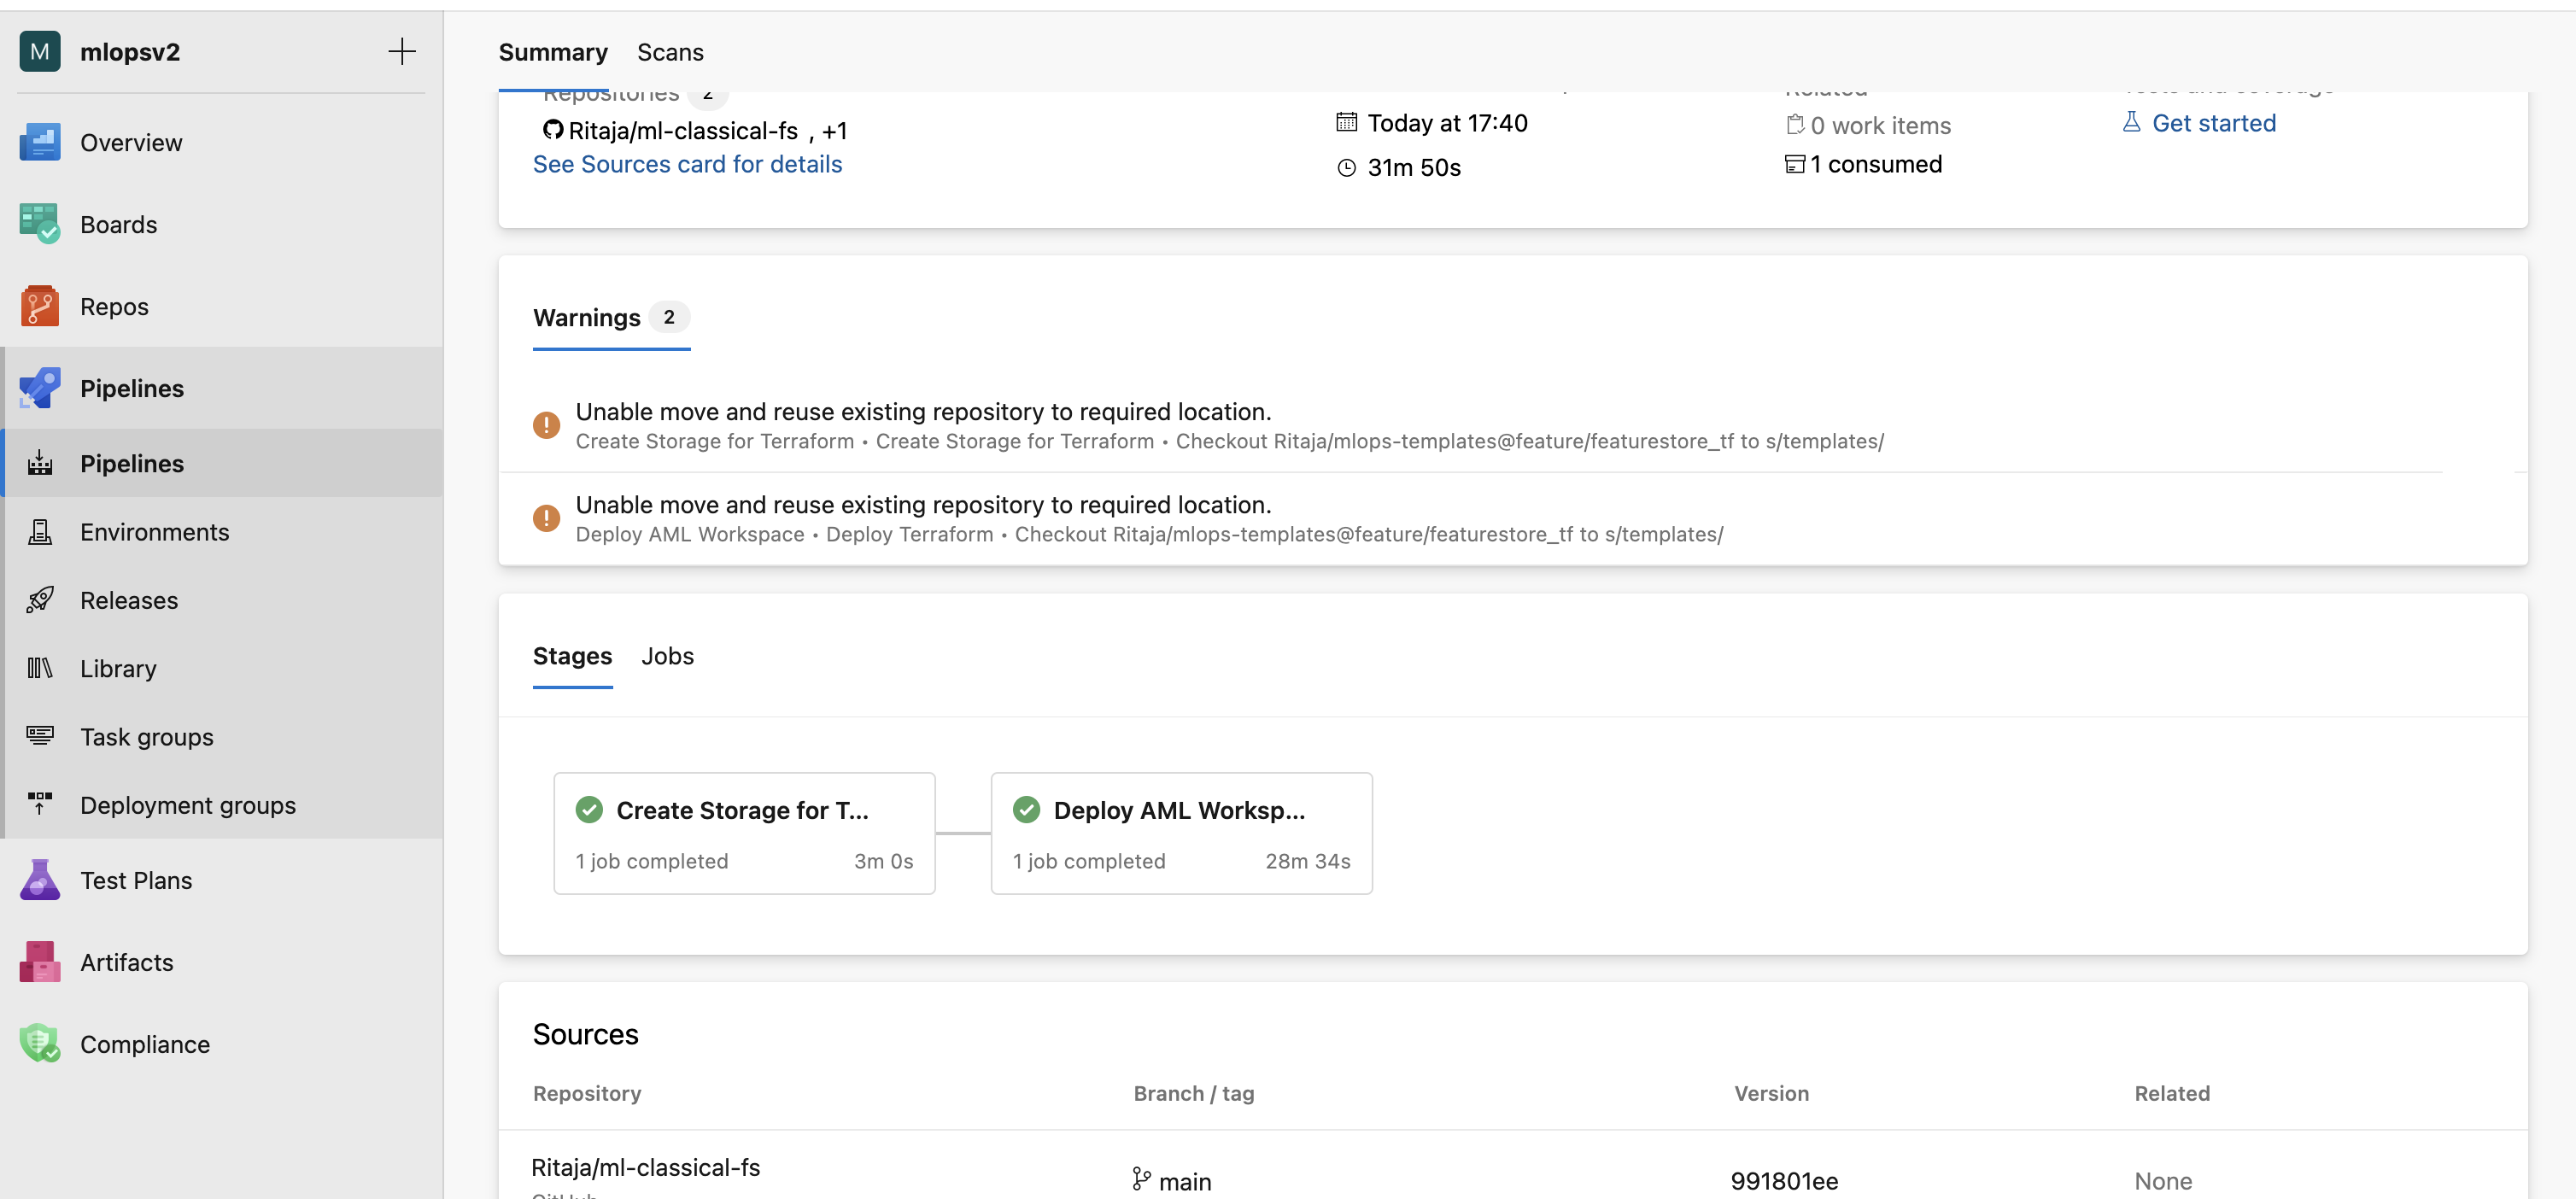 M mlopsv2
Overview
Boards
Repos
Pipelines
Pipelines
Environments
Releases
Library
Task groups
Deployment groups
Test Plans
Artifacts
Compliance
Summary Scans
Repositories 2
Ritaja/ml-classical-fs , +1
See Sources card for details
Today at 17:40
31m 50s
Related
0 work items
1 consumed
Tests and coverage
Get started
Warnings 2
Unable move and reuse existing repository to required location.
Create Storage for Terraform • Create Storage for Terraform • Checkout Ritaja/mlops-templates@feature/featurestore_tf to s/templates/
Unable move and reuse existing repository to required location.
Deploy AML Workspace • Deploy Terraform • Checkout Ritaja/mlops-templates@feature/featurestore_tf to s/templates/
Stages Jobs
Create Storage for T...
1 job completed 3m 0s
Deploy AML Worksp...
1 job completed 28m 34s
Sources
Repository Branch / tag Version Related
Ritaja/ml-classical-fs main 991801ee None
GitHub